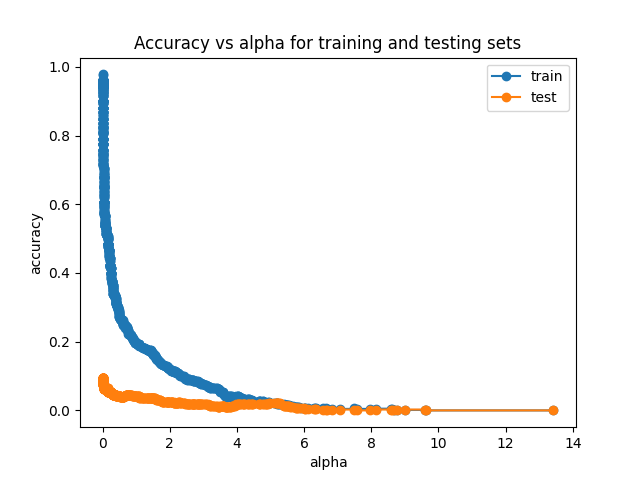 Accuracy vs alpha for training and testing sets
train
test
accuracy
1.0
0.8
0.6
0.4
0.2
0.0
0 2 4 6 8 10 12 14
alpha